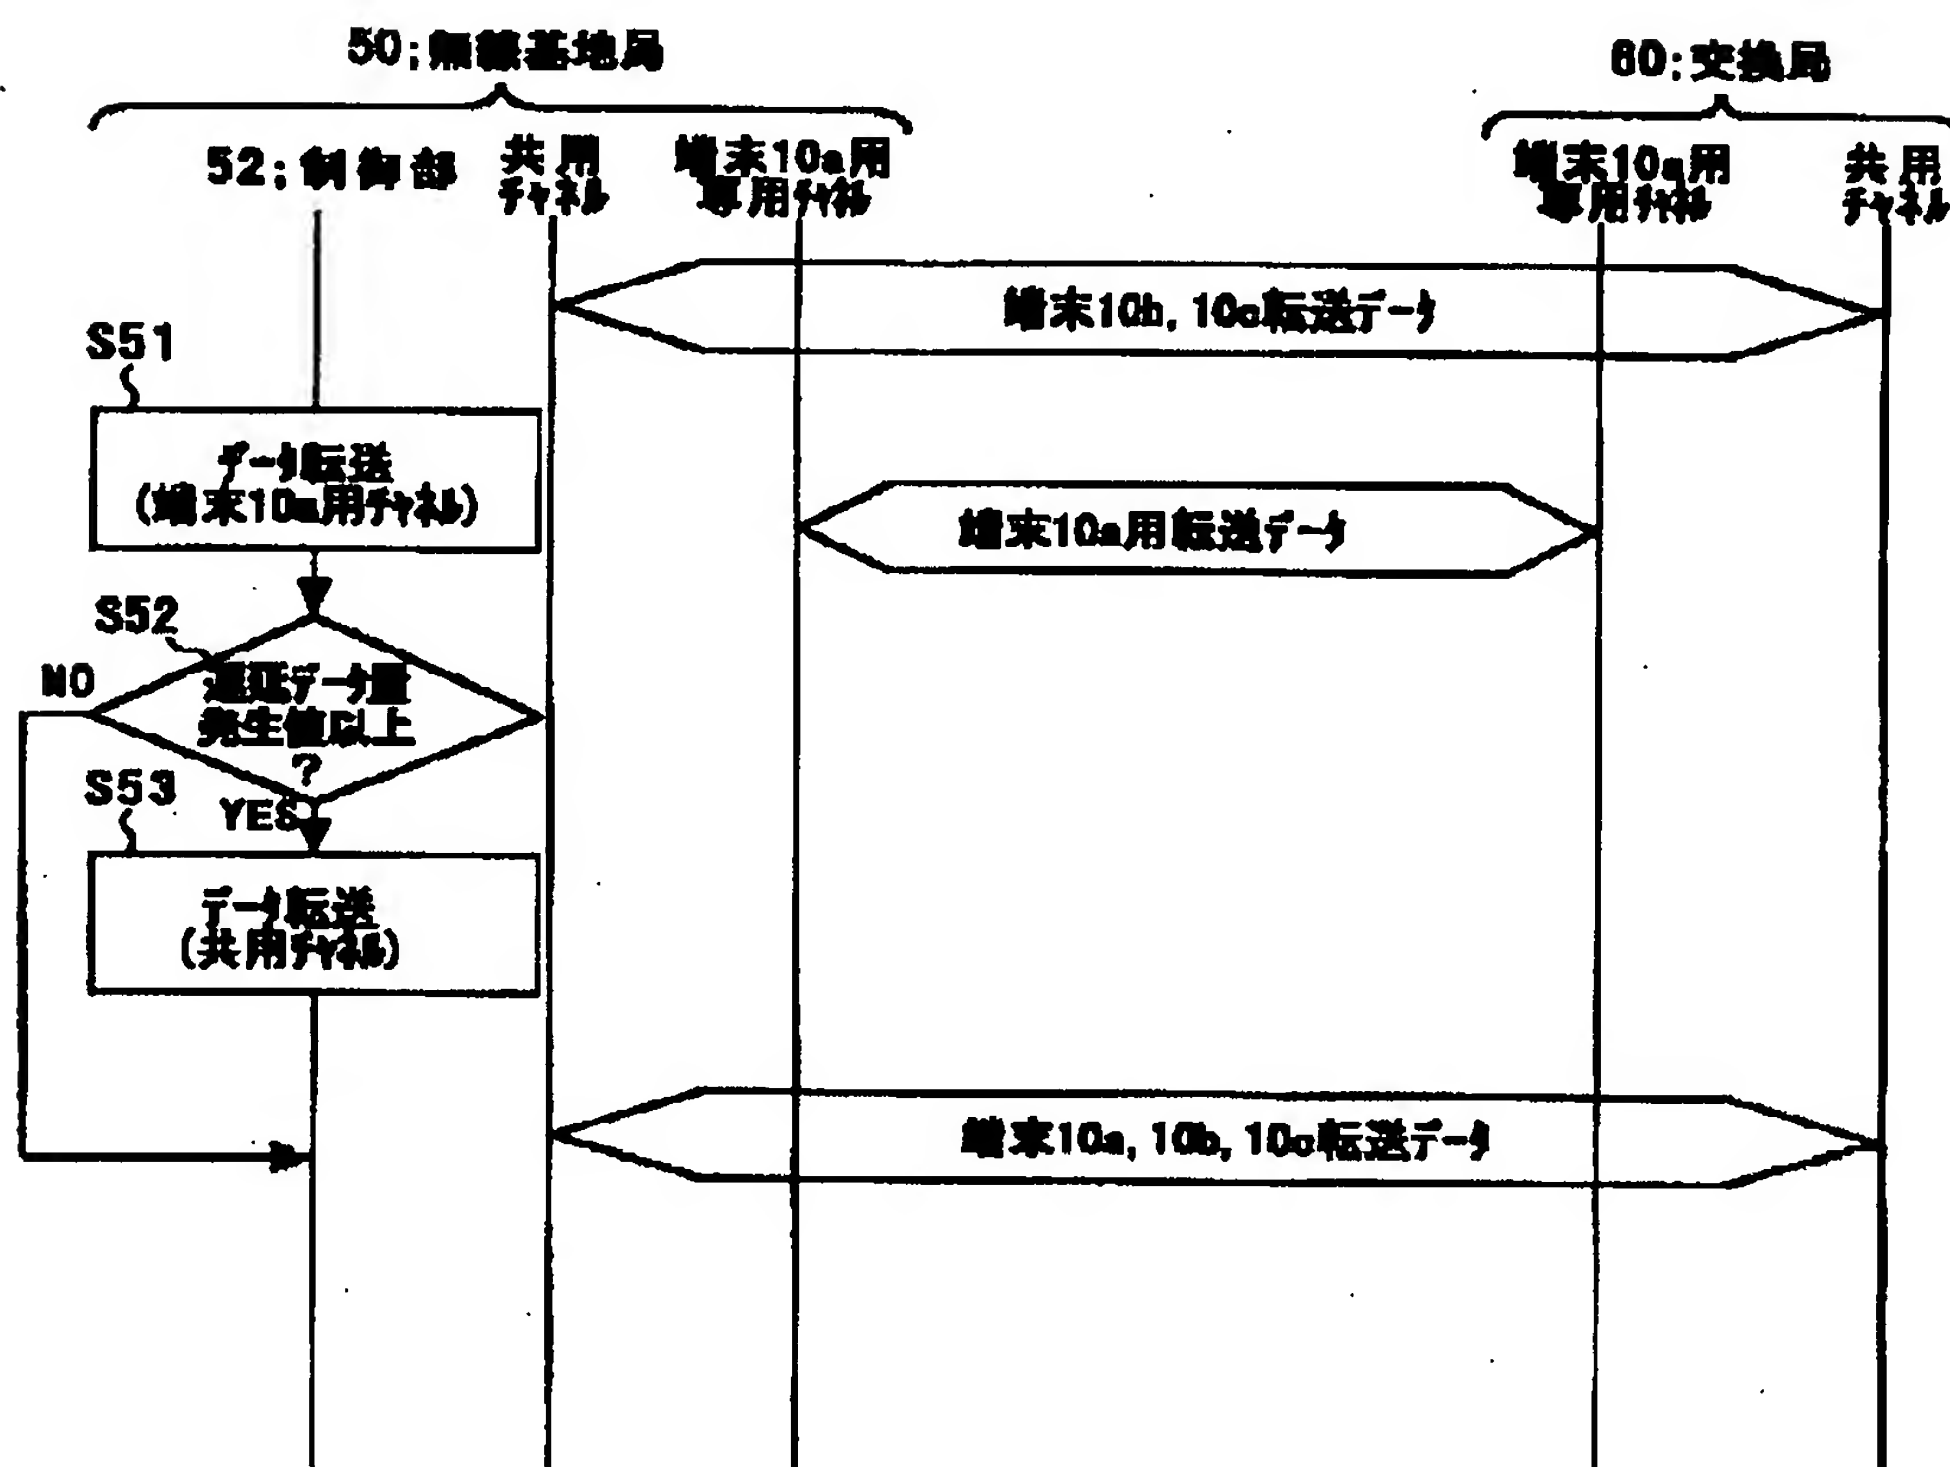 50;無線基地局
60;交換局
52;制御部
共用
チャネル
端末10a用
専用チャネル
端末10a用
専用チャネル
共用
チャネル
端末10b,10c転送データ
S51
データ転送
(端末10a用チャネル)
端末10a用転送データ
S52
NO
遅延データ量
発生値以上
?
YES
S53
データ転送
(共用チャネル)
端末10a,10b,10c転送データ